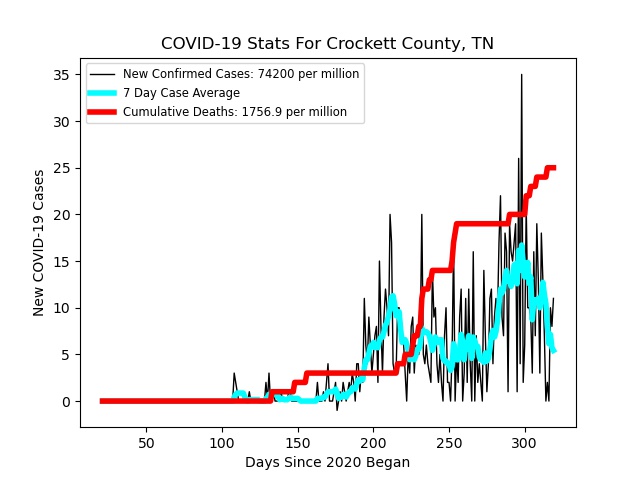 COVID-19 Stats For Crockett County, TN
New Confirmed Cases: 74200 per million
7 Day Case Average
Cumulative Deaths: 1756.9 per million
New COVID-19 Cases
35
30
25
20
15
10
5
0
50
100
150
200
250
300
Days Since 2020 Began